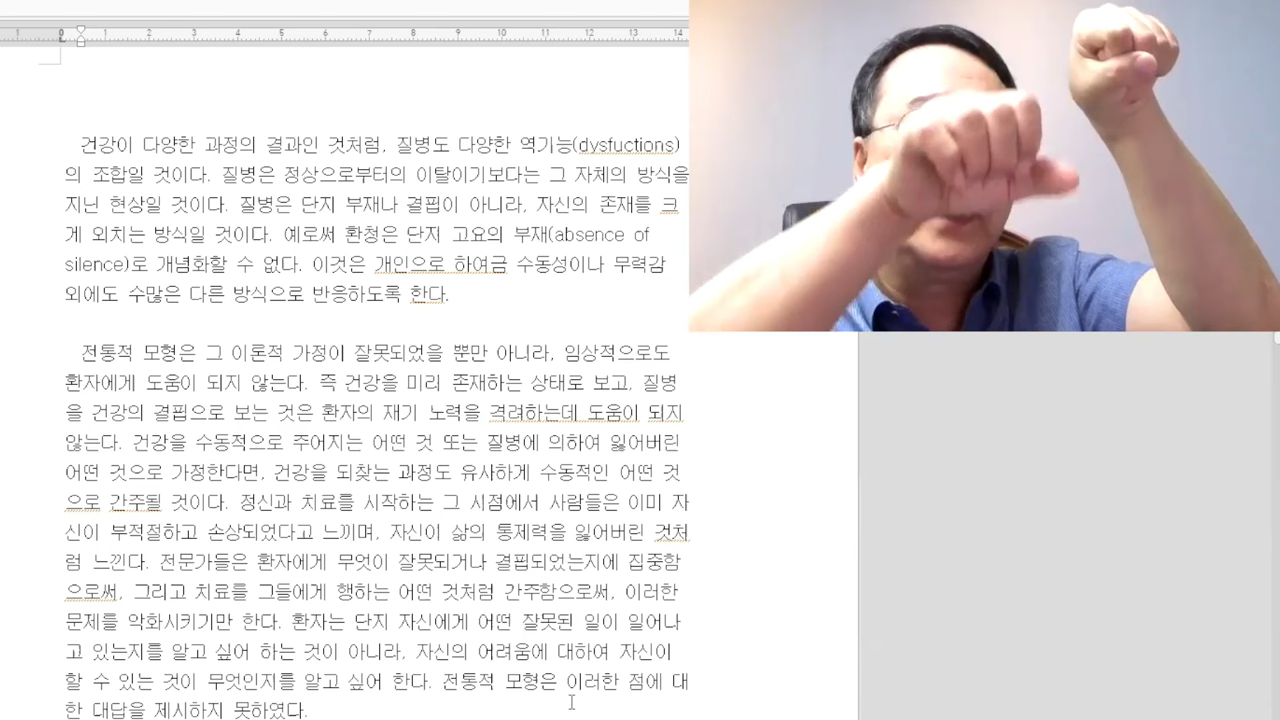 1 0 1 2 3 4 5 6 7 8 9 10 11 12 13 14
건강이 다양한 과정의 결과인 것처럼, 질병도 다양한 역기능(dysfuctions)
의 조합일 것이다. 질병은 정상으로부터의 이탈이기보다는 그 자체의 방식을
지닌 현상일 것이다. 질병은 단지 부재나 결핍이 아니라, 자신의 존재를 크
게 외치는 방식일 것이다. 예로써 환청은 단지 고요의 부재(absence of
silence)로 개념화할 수 없다. 이것은 개인으로 하여금 수동성이나 무력감
외에도 수많은 다른 방식으로 반응하도록 한다.
전통적 모형은 그 이론적 가정이 잘못되었을 뿐만 아니라, 임상적으로도
환자에게 도움이 되지 않는다. 즉 건강을 미리 존재하는 상태로 보고, 질병
을 건강의 결핍으로 보는 것은 환자의 재기 노력을 격려하는데 도움이 되지
않는다. 건강을 수동적으로 주어지는 어떤 것 또는 질병에 의하여 잃어버린
어떤 것으로 가정한다면, 건강을 되찾는 과정도 유사하게 수동적인 어떤 것
으로 간주될 것이다. 정신과 치료를 시작하는 그 시점에서 사람들은 이미 자
신이 부적절하고 손상되었다고 느끼며, 자신이 삶의 통제력을 잃어버린 것처
럼 느낀다. 전문가들은 환자에게 무엇이 잘못되거나 결핍되었는지에 집중함
으로써, 그리고 치료를 그들에게 행하는 어떤 것처럼 간주함으로써, 이러한
문제를 악화시키기만 한다. 환자는 단지 자신에게 어떤 잘못된 일이 일어나
고 있는지를 알고 싶어 하는 것이 아니라, 자신의 어려움에 대하여 자신이
할 수 있는 것이 무엇인지를 알고 싶어 한다. 전통적 모형은 이러한 점에 대
한 대답을 제시하지 못하였다.